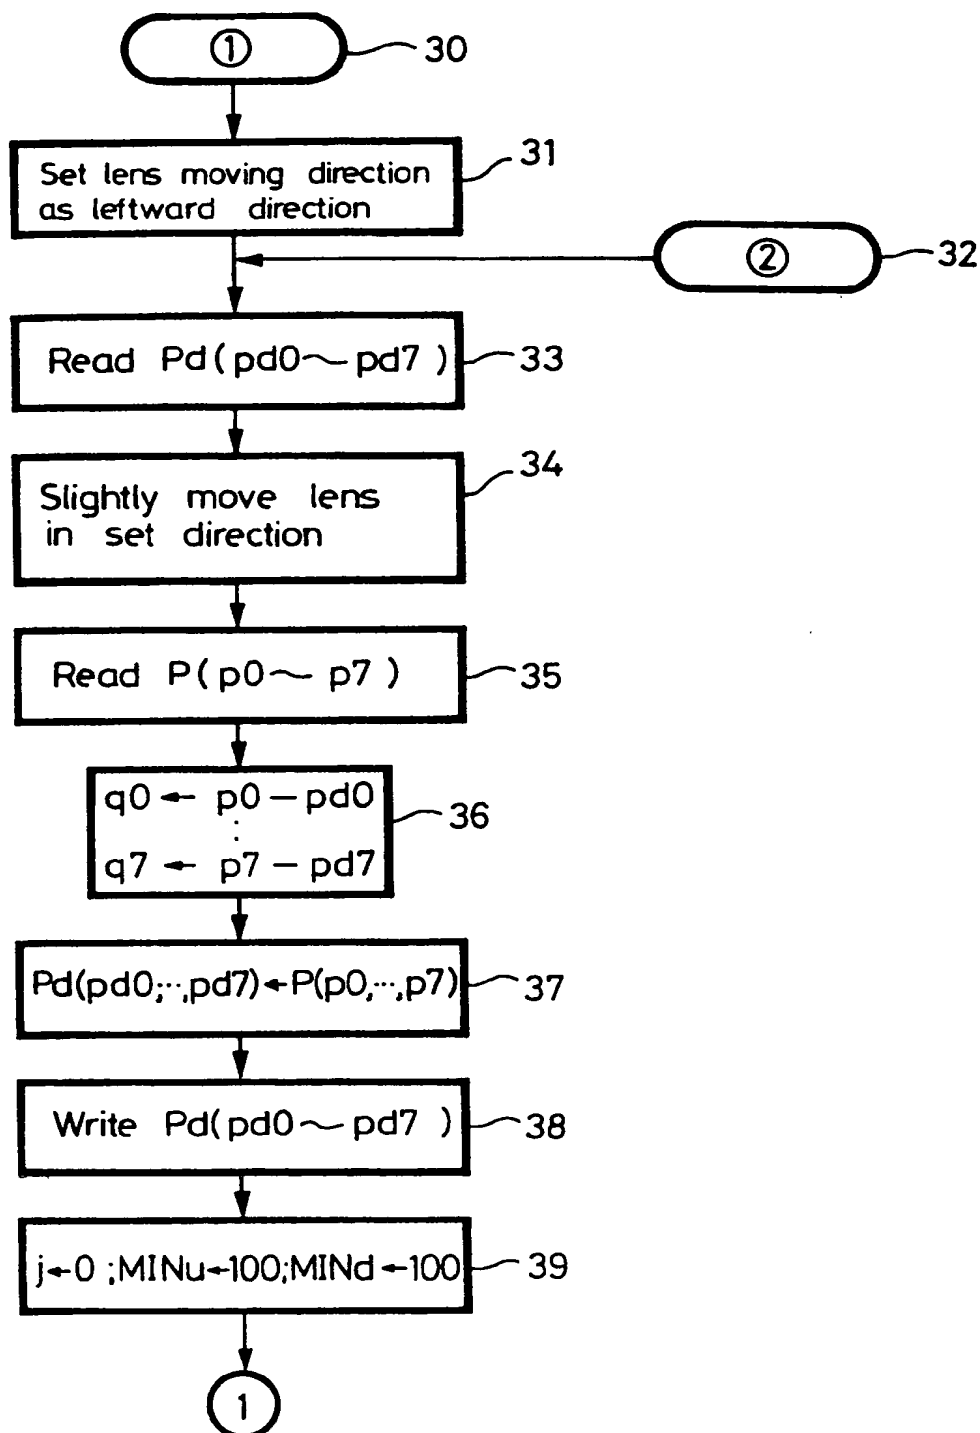 ① 30
Set lens moving direction 31
as leftward direction
② 32
Read Pd(pd0～pd7) 33
Slightly move lens 34
in set direction
Read P(p0～p7) 35
q0 ← p0 – pd0
⋮ 36
q7 ← p7 – pd7
Pd(pd0;··,pd7)←P(p0,···,p7) 37
Write Pd(pd0～pd7) 38
j←0 ;MINu←100;MINd←100 39
1